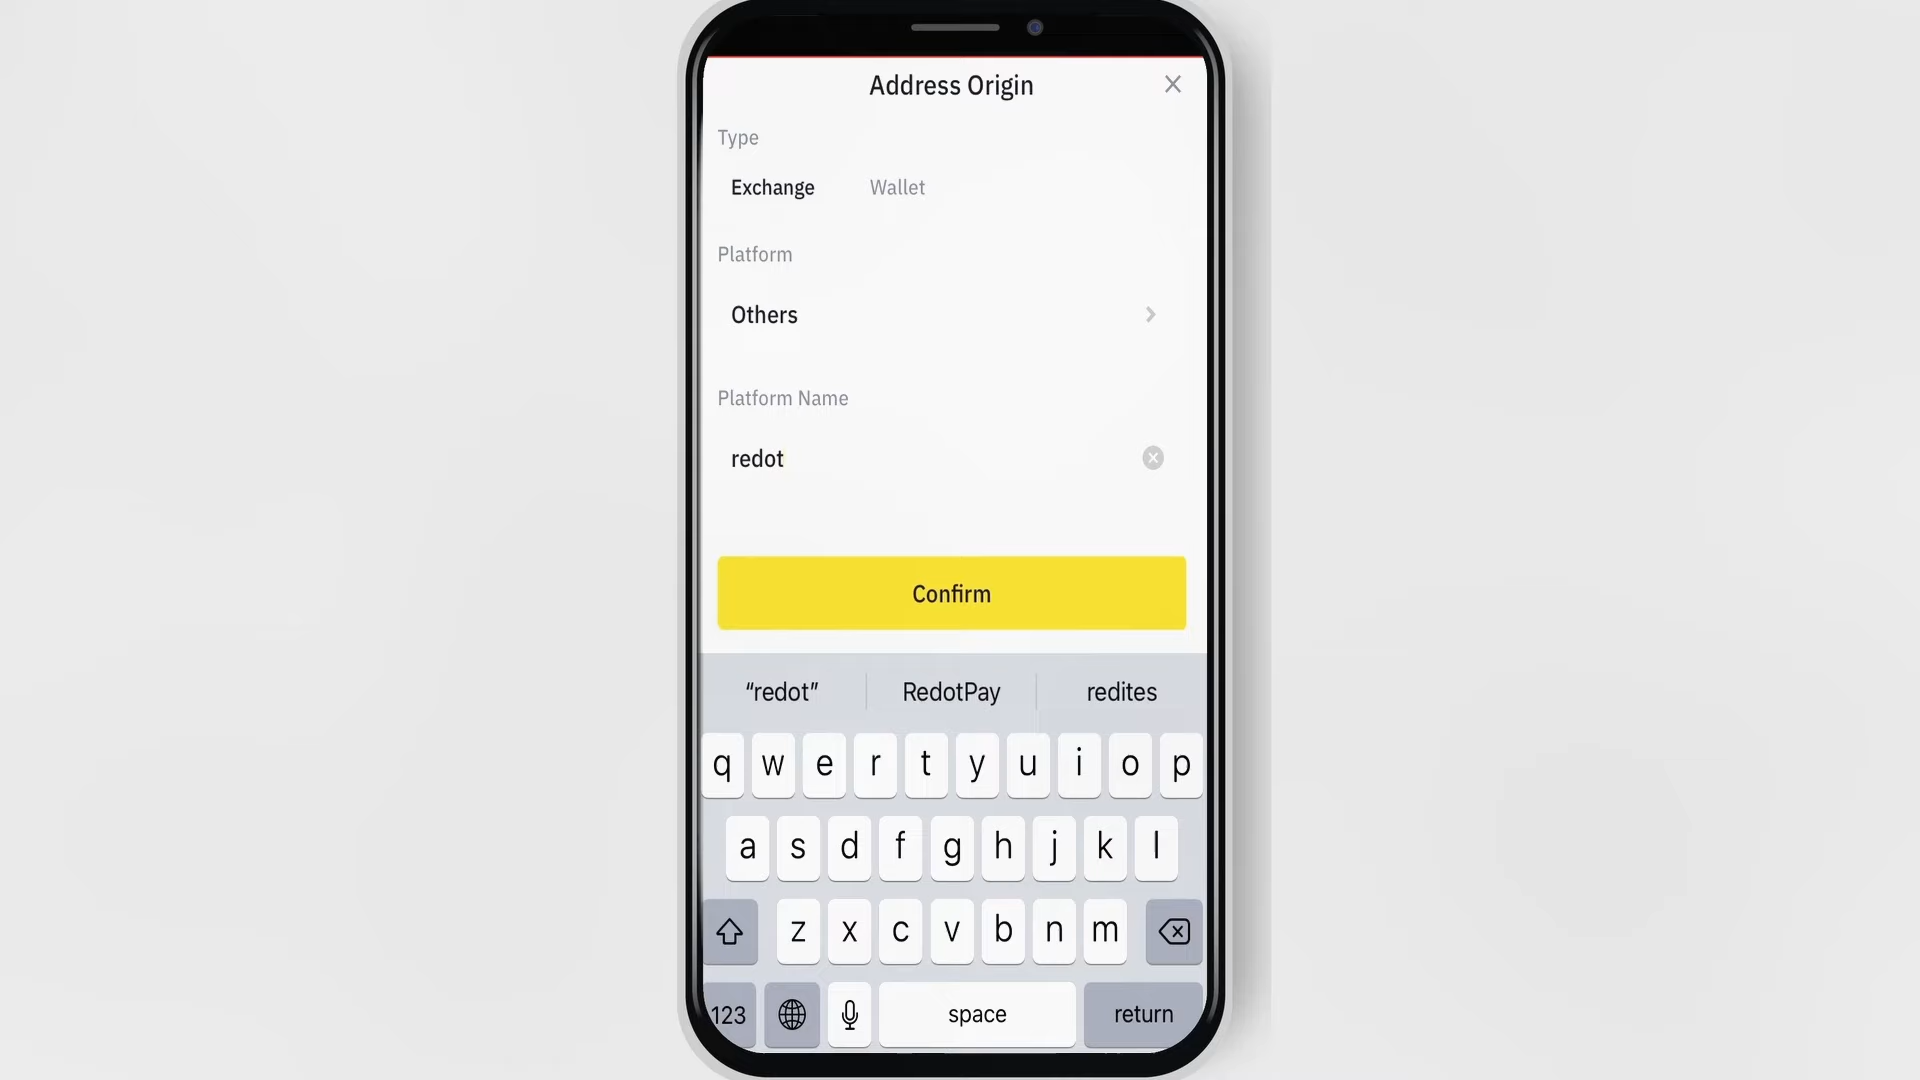 Address Origin
Type
Exchange Wallet
Platform
Others
Platform Name
redot
Confirm
“redot” RedotPay redites
q w e r t y u i o p
a s d f g h j k l
z x c v b n m
123 space return